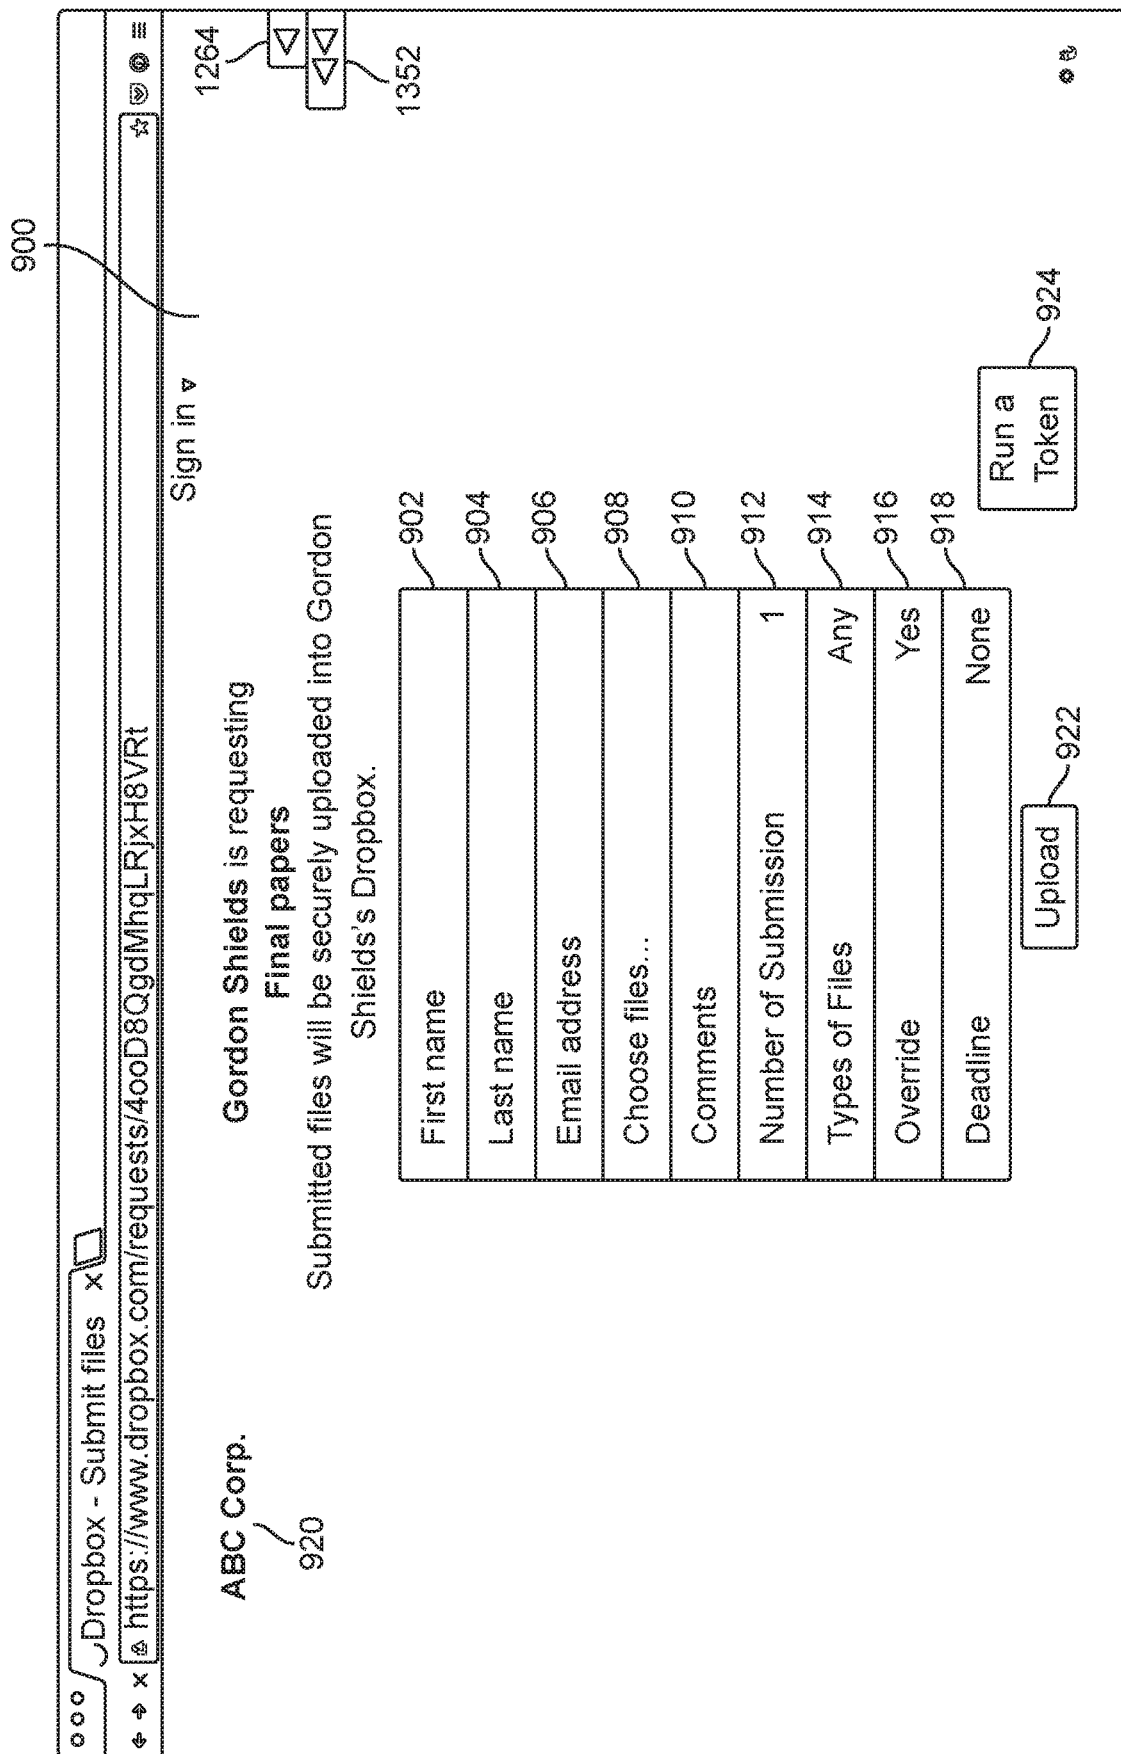 900
Dropbox - Submit files x
x https://www.dropbox.com/requests/4ooD8QgdMhqLRjxH8VRt
Sign in
1264
1352
ABC Corp.
920
Gordon Shields is requesting
Final papers
Submitted files will be securely uploaded into Gordon
Shields's Dropbox.
First name 902
Last name 904
Email address 906
Choose files... 908
Comments 910
Number of Submission 1 912
Types of Files Any 914
Override Yes 916
Deadline None 918
Upload
922
Run a
Token
924